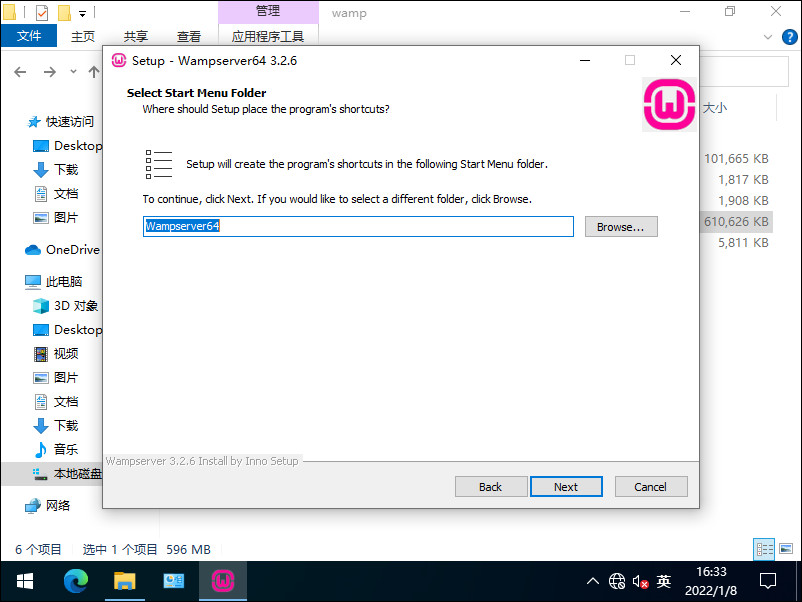 管理
wamp
文件
主页
共享
查看
应用程序工具
Setup - Wampserver64 3.2.6
Select Start Menu Folder
Where should Setup place the program's shortcuts?
Setup will create the program's shortcuts in the following Start Menu folder.
To continue, click Next. If you would like to select a different folder, click Browse.
Wampserver64
Browse...
Wampserver 3.2.6 Install by Inno Setup
Back
Next
Cancel
快速访问
Desktop
下载
文档
图片
OneDrive
此电脑
3D 对象
Desktop
视频
图片
文档
下载
音乐
本地磁盘
网络
大小
101,665 KB
1,817 KB
1,908 KB
610,626 KB
5,811 KB
6 个项目
选中 1 个项目 596 MB
英
16:33
2022/1/8